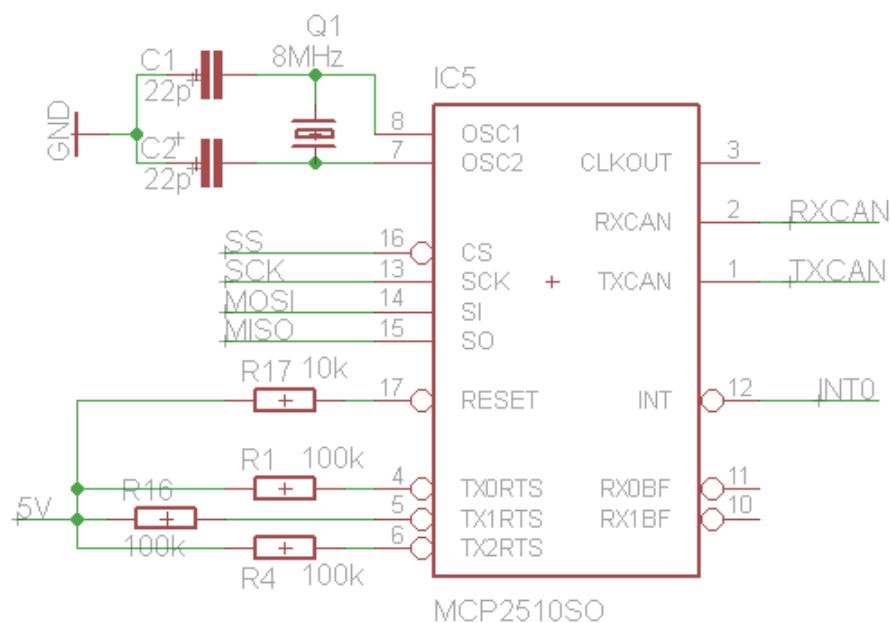 Q1
8MHz
C1
22p
GND
C2
22p
IC5
8
OSC1
7
OSC2
CLKOUT
3
RXCAN
2
RXCAN
SS
16
CS
SCK
13
SCK
TXCAN
1
TXCAN
MOSI
14
SI
MISO
15
SO
R17
10k
17
RESET
INT
12
INT0
R1
100k
4
TX0RTS
RX0BF
11
5V
R16
100k
5
TX1RTS
RX1BF
10
R4
100k
6
TX2RTS
MCP2510SO